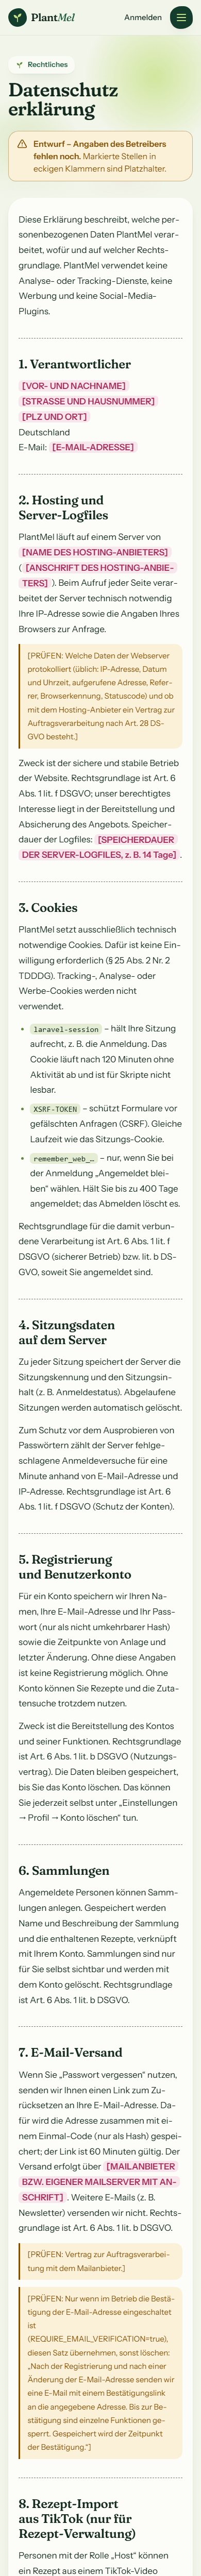 PlantMel
Anmelden
Rechtliches
Datenschutz
erklärung
Entwurf – Angaben des Betreibers
fehlen noch. Markierte Stellen in
eckigen Klammern sind Platzhalter.
Diese Erklärung beschreibt, welche per-
sonenbezogenen Daten PlantMel verar-
beitet, wofür und auf welcher Rechts-
grundlage. PlantMel verwendet keine
Analyse- oder Tracking-Dienste, keine
Werbung und keine Social-Media-
Plugins.
1. Verantwortlicher
[VOR- UND NACHNAME]
[STRASSE UND HAUSNUMMER]
[PLZ UND ORT]
Deutschland
E-Mail: [E-MAIL-ADRESSE]
2. Hosting und
Server-Logfiles
PlantMel läuft auf einem Server von
[NAME DES HOSTING-ANBIETERS]
( [ANSCHRIFT DES HOSTING-ANBIE-
TERS] ). Beim Aufruf jeder Seite verar-
beitet der Server technisch notwendig
Ihre IP-Adresse sowie die Angaben Ihres
Browsers zur Anfrage.
[PRÜFEN: Welche Daten der Webserver
protokolliert (üblich: IP-Adresse, Datum
und Uhrzeit, aufgerufene Adresse, Refer-
rer, Browserkennung, Statuscode) und ob
mit dem Hosting-Anbieter ein Vertrag zur
Auftragsverarbeitung nach Art. 28 DS-
GVO besteht.]
Zweck ist der sichere und stabile Betrieb
der Website. Rechtsgrundlage ist Art. 6
Abs. 1 lit. f DSGVO; unser berechtigtes
Interesse liegt in der Bereitstellung und
Absicherung des Angebots. Speicher-
dauer der Logfiles: [SPEICHERDAUER
DER SERVER-LOGFILES, z. B. 14 Tage] .
3. Cookies
PlantMel setzt ausschließlich technisch
notwendige Cookies. Dafür ist keine Ein-
willigung erforderlich (§ 25 Abs. 2 Nr. 2
TDDDG). Tracking-, Analyse- oder
Werbe-Cookies werden nicht
verwendet.
• laravel-session – hält Ihre Sitzung
aufrecht, z. B. die Anmeldung. Das
Cookie läuft nach 120 Minuten ohne
Aktivität ab und ist für Skripte nicht
lesbar.
• XSRF-TOKEN – schützt Formulare vor
gefälschten Anfragen (CSRF). Gleiche
Laufzeit wie das Sitzungs-Cookie.
• remember_web_… – nur, wenn Sie bei
der Anmeldung „Angemeldet blei-
ben“ wählen. Hält Sie bis zu 400 Tage
angemeldet; das Abmelden löscht es.
Rechtsgrundlage für die damit verbun-
dene Verarbeitung ist Art. 6 Abs. 1 lit. f
DSGVO (sicherer Betrieb) bzw. lit. b DS-
GVO, soweit Sie angemeldet sind.
4. Sitzungsdaten
auf dem Server
Zu jeder Sitzung speichert der Server die
Sitzungskennung und den Sitzungsin-
halt (z. B. Anmeldestatus). Abgelaufene
Sitzungen werden automatisch gelöscht.
Zum Schutz vor dem Ausprobieren von
Passwörtern zählt der Server fehlge-
schlagene Anmeldeversuche für eine
Minute anhand von E-Mail-Adresse und
IP-Adresse. Rechtsgrundlage ist Art. 6
Abs. 1 lit. f DSGVO (Schutz der Konten).
5. Registrierung
und Benutzerkonto
Für ein Konto speichern wir Ihren Na-
men, Ihre E-Mail-Adresse und Ihr Pass-
wort (nur als nicht umkehrbarer Hash)
sowie die Zeitpunkte von Anlage und
letzter Änderung. Ohne diese Angaben
ist keine Registrierung möglich. Ohne
Konto können Sie Rezepte und die Zuta-
tensuche trotzdem nutzen.
Zweck ist die Bereitstellung des Kontos
und seiner Funktionen. Rechtsgrundlage
ist Art. 6 Abs. 1 lit. b DSGVO (Nutzungs-
vertrag). Die Daten bleiben gespeichert,
bis Sie das Konto löschen. Das können
Sie jederzeit selbst unter „Einstellungen
→ Profil → Konto löschen“ tun.
6. Sammlungen
Angemeldete Personen können Samm-
lungen anlegen. Gespeichert werden
Name und Beschreibung der Sammlung
und die enthaltenen Rezepte, verknüpft
mit Ihrem Konto. Sammlungen sind nur
für Sie selbst sichtbar und werden mit
dem Konto gelöscht. Rechtsgrundlage
ist Art. 6 Abs. 1 lit. b DSGVO.
7. E-Mail-Versand
Wenn Sie „Passwort vergessen“ nutzen,
senden wir Ihnen einen Link zum Zu-
rücksetzen an Ihre E-Mail-Adresse. Da-
für wird die Adresse zusammen mit ei-
nem Einmal-Code (nur als Hash) gespei-
chert; der Link ist 60 Minuten gültig. Der
Versand erfolgt über [MAILANBIETER
BZW. EIGENER MAILSERVER MIT AN-
SCHRIFT] . Weitere E-Mails (z. B.
Newsletter) versenden wir nicht. Rechts-
grundlage ist Art. 6 Abs. 1 lit. b DSGVO.
[PRÜFEN: Vertrag zur Auftragsverarbei-
tung mit dem Mailanbieter.]
[PRÜFEN: Nur wenn im Betrieb die Bestä-
tigung der E-Mail-Adresse eingeschaltet
ist
(REQUIRE_EMAIL_VERIFICATION=true),
diesen Satz übernehmen, sonst löschen:
„Nach der Registrierung und nach einer
Änderung der E-Mail-Adresse senden wir
eine E-Mail mit einem Bestätigungslink
an die angegebene Adresse. Bis zur Be-
stätigung sind einzelne Funktionen ge-
sperrt. Gespeichert wird der Zeitpunkt
der Bestätigung.“]
8. Rezept-Import
aus TikTok (nur für
Rezept-Verwaltung)
Personen mit der Rolle „Host“ können
ein Rezept aus einem TikTok-Video